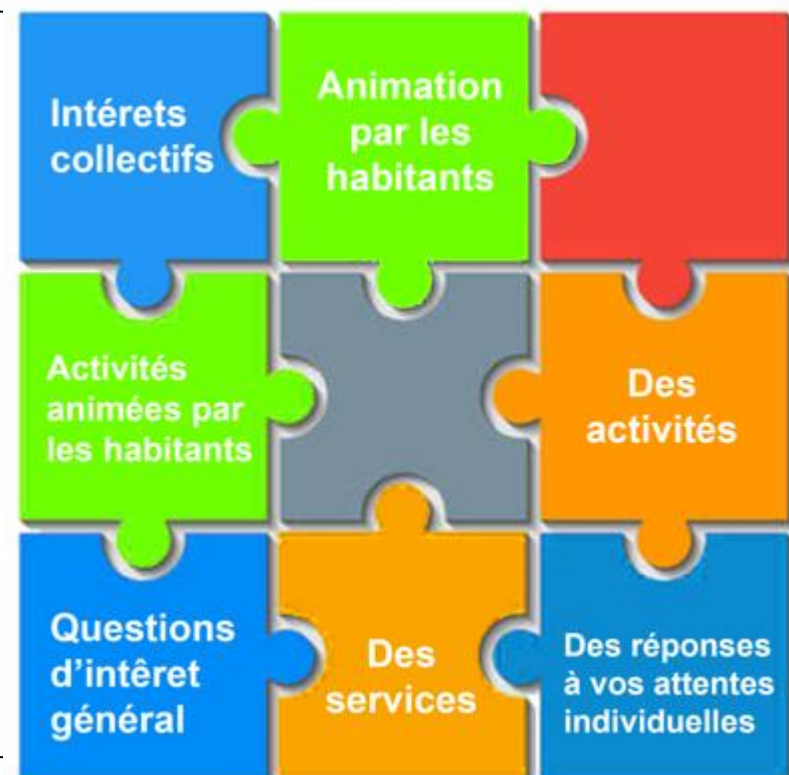 Intérets
collectifs
Animation
par les
habitants
Activités
animées par
les habitants
Des
activités
Questions
d’intêret
général
Des
services
Des réponses
à vos attentes
individuelles